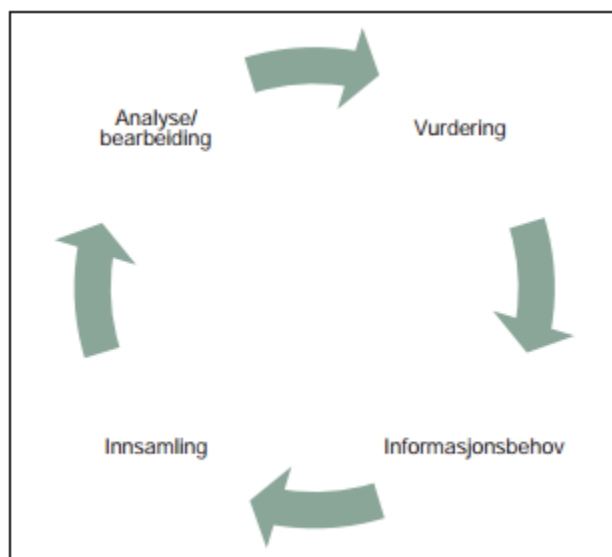 Analyse/
bearbeiding
Vurdering
Innsamling
Informasjonsbehov